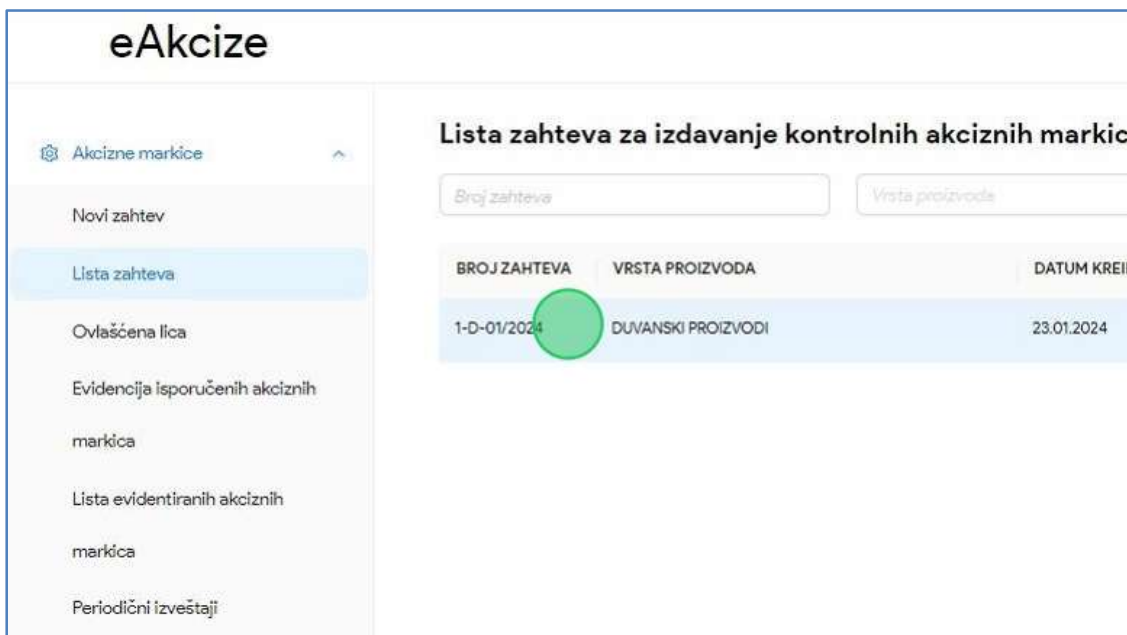 eAkcize
Akcizne markice
Novi zahtev
Lista zahteva
Ovlašćena lica
Evidencija isporučenih akciznih
markica
Lista evidentiranih akciznih
markica
Periodični izveštaji
Lista zahteva za izdavanje kontrolnih akciznih markic
Broj zahteva Vrsta proizvoda
BROJ ZAHTEVA VRSTA PROIZVODA DATUM KREI
1-D-01/2024 DUVANSKI PROIZVODI 23.01.2024